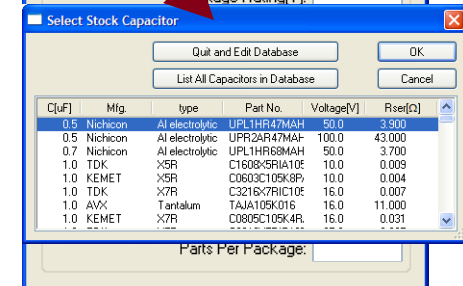 Select Stock Capacitor
Quit and Edit Database OK
List All Capacitors in Database Cancel
C[uF] Mfg. type Part No. Voltage[V] Rser[Ω]
0.5 Nichicon Al electrolytic UPL1HR47MAH 50.0 3.900
0.5 Nichicon Al electrolytic UPR2AR47MAH 100.0 43.000
0.7 Nichicon Al electrolytic UPL1HR68MAH 50.0 3.700
1.0 TDK X5R C1608X5RIA105 10.0 0.009
1.0 KEMET X5R C0603C105K8P 10.0 0.004
1.0 TDK X7R C3216X7RIC105 16.0 0.007
1.0 AVX Tantalum TAJA105K016 16.0 11.000
1.0 KEMET X7R C0805C105K4R. 16.0 0.031
Parts Per Package: